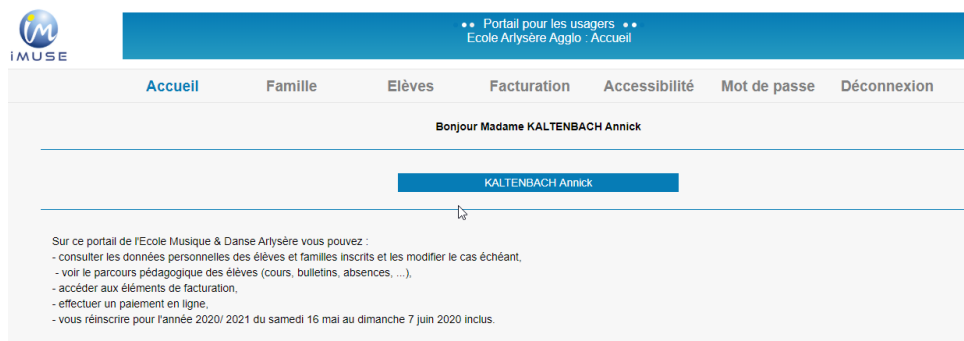 iM
iMUSE
•• Portail pour les usagers ••
Ecole Arlysère Agglo : Accueil
Accueil Famille Elèves Facturation Accessibilité Mot de passe Déconnexion
Bonjour Madame KALTENBACH Annick
KALTENBACH Annick
Sur ce portail de l'Ecole Musique & Danse Arlysère vous pouvez :
- consulter les données personnelles des élèves et familles inscrits et les modifier le cas échéant,
- voir le parcours pédagogique des élèves (cours, bulletins, absences, ...),
- accéder aux éléments de facturation,
- effectuer un paiement en ligne,
- vous réinscrire pour l'année 2020/ 2021 du samedi 16 mai au dimanche 7 juin 2020 inclus.